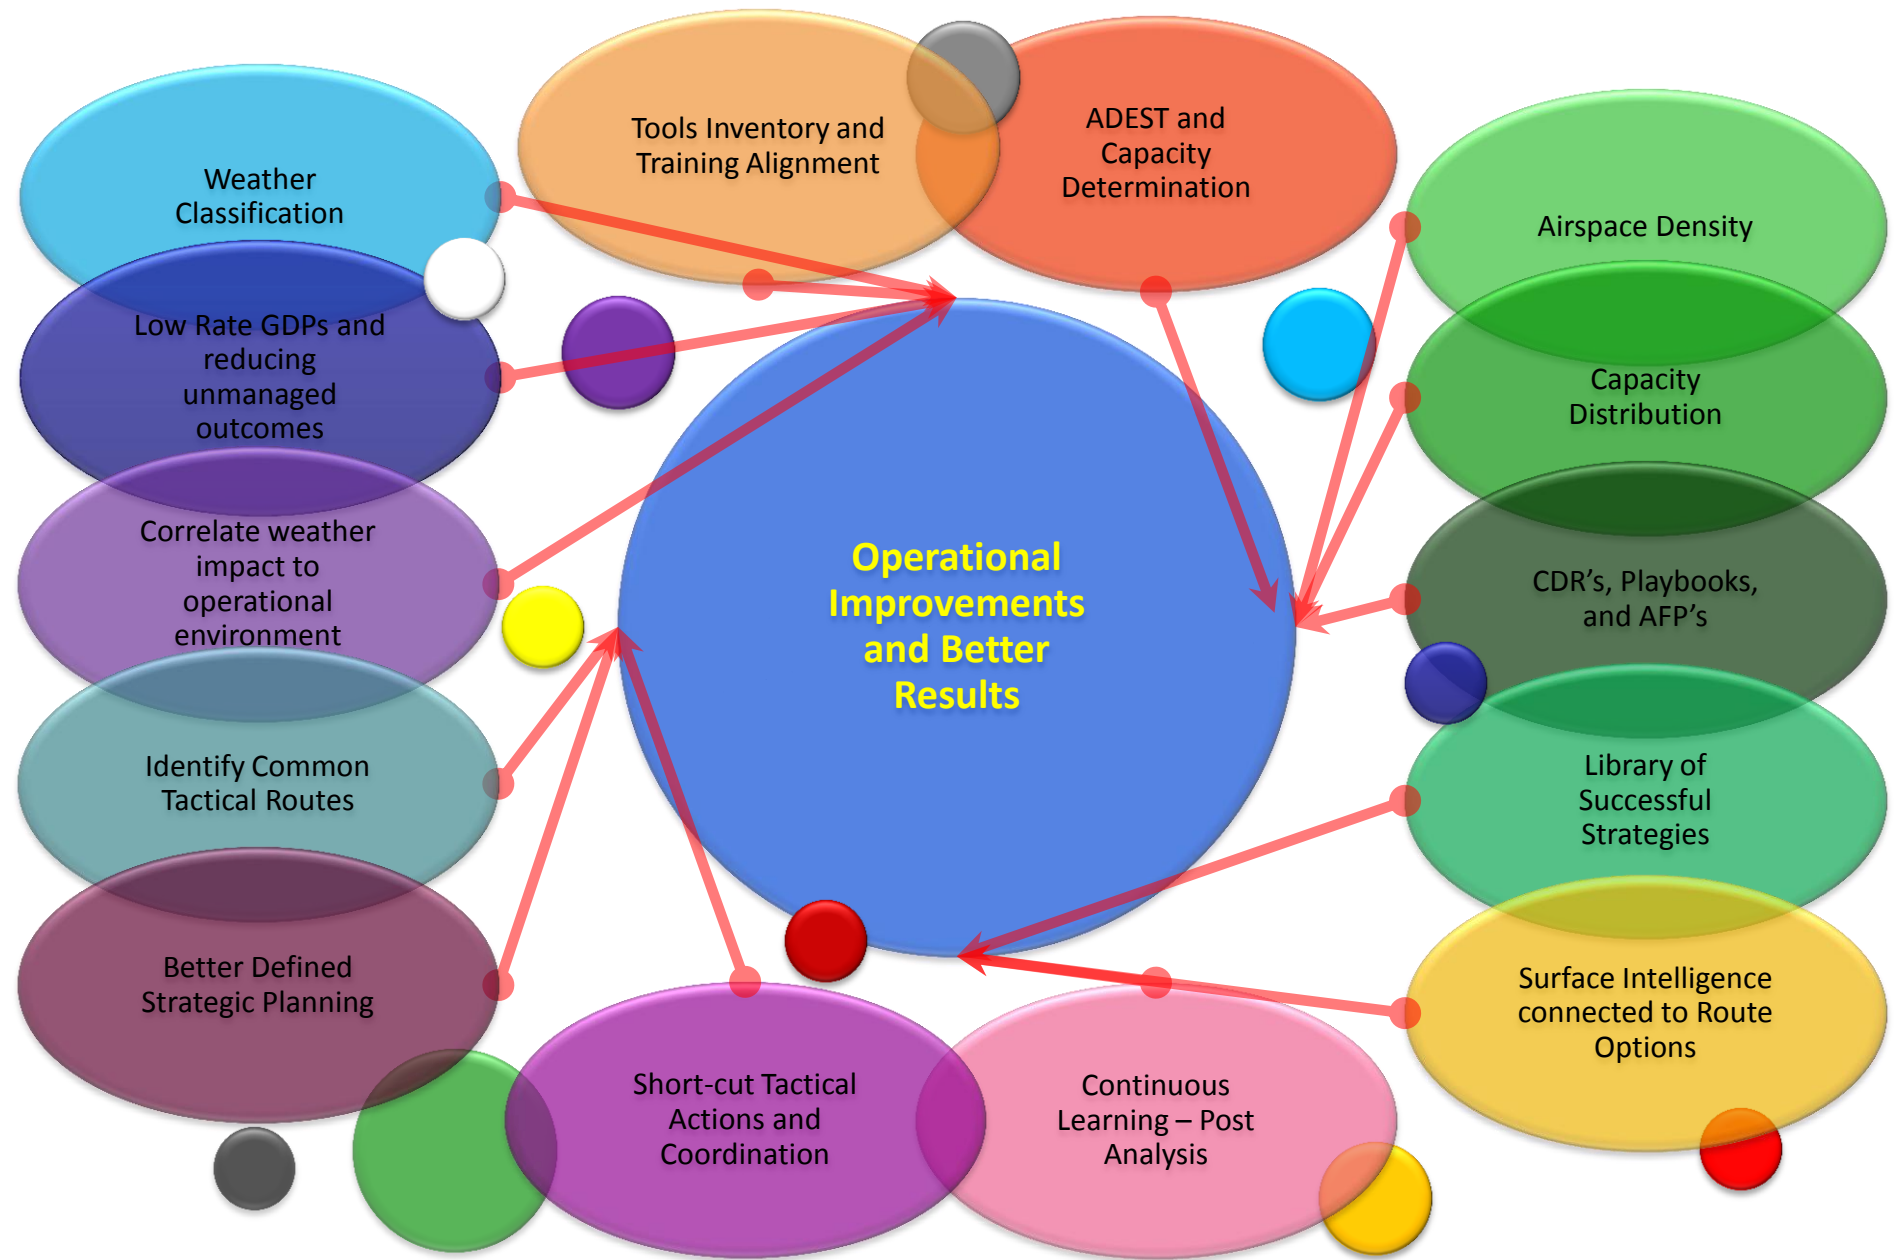 Tools Inventory and
Training Alignment
ADEST and
Capacity
Determination
Weather
Classification
Airspace Density
Low Rate GDPs and
reducing
unmanaged
outcomes
Capacity
Distribution
Correlate weather
impact to
operational
environment
Operational
Improvements
and Better
Results
CDR’s, Playbooks,
and AFP’s
Identify Common
Tactical Routes
Library of
Successful
Strategies
Better Defined
Strategic Planning
Surface Intelligence
connected to Route
Options
Short-cut Tactical
Actions and
Coordination
Continuous
Learning – Post
Analysis